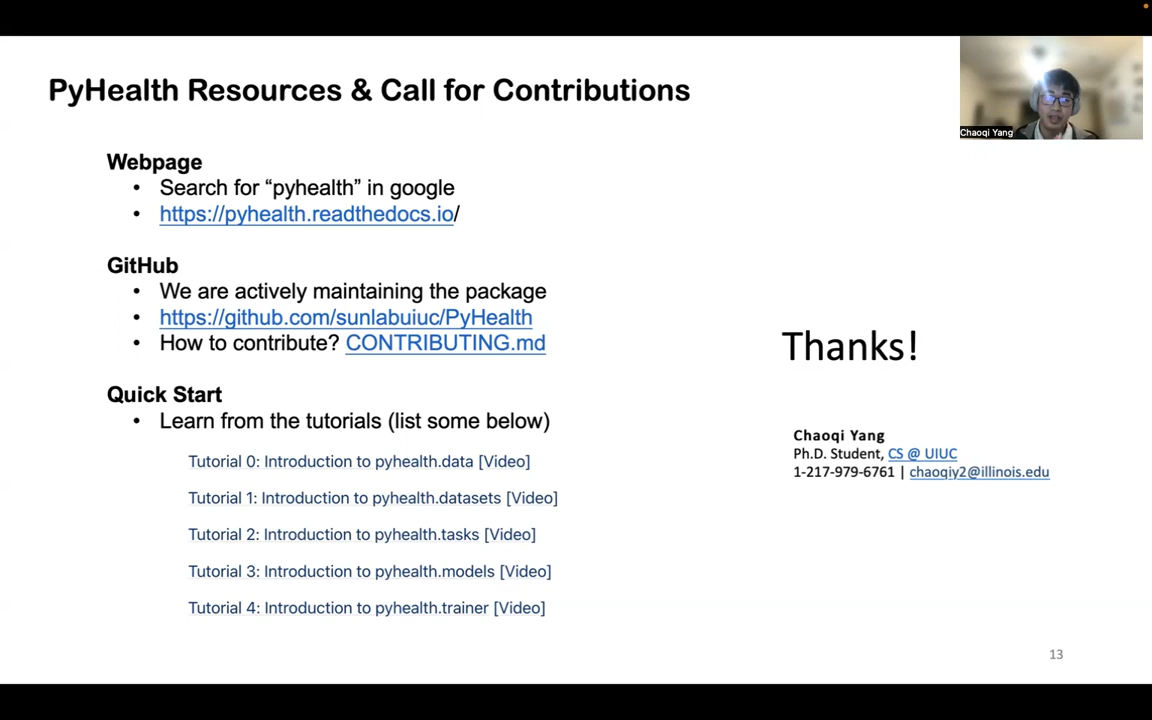 PyHealth Resources & Call for Contributions
Chaoqi Yang
Webpage
• Search for “pyhealth” in google
• https://pyhealth.readthedocs.io/
GitHub
• We are actively maintaining the package
• https://github.com/sunlabuiuc/PyHealth
• How to contribute? CONTRIBUTING.md
Quick Start
• Learn from the tutorials (list some below)
Tutorial 0: Introduction to pyhealth.data [Video]
Tutorial 1: Introduction to pyhealth.datasets [Video]
Tutorial 2: Introduction to pyhealth.tasks [Video]
Tutorial 3: Introduction to pyhealth.models [Video]
Tutorial 4: Introduction to pyhealth.trainer [Video]
Thanks!
Chaoqi Yang
Ph.D. Student, CS @ UIUC
1-217-979-6761 | chaoqiy2@illinois.edu
13